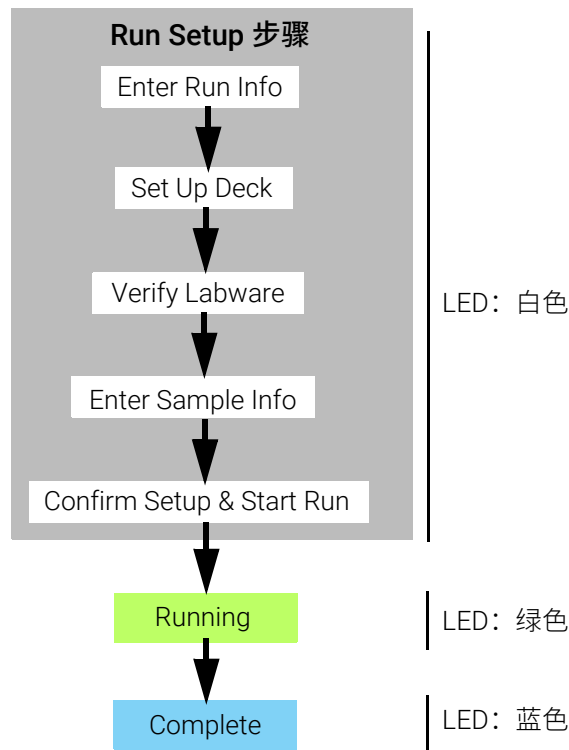 Run Setup 步骤
Enter Run Info
Set Up Deck
Verify Labware
LED：白色
Enter Sample Info
Confirm Setup & Start Run
Running
LED：绿色
Complete
LED：蓝色